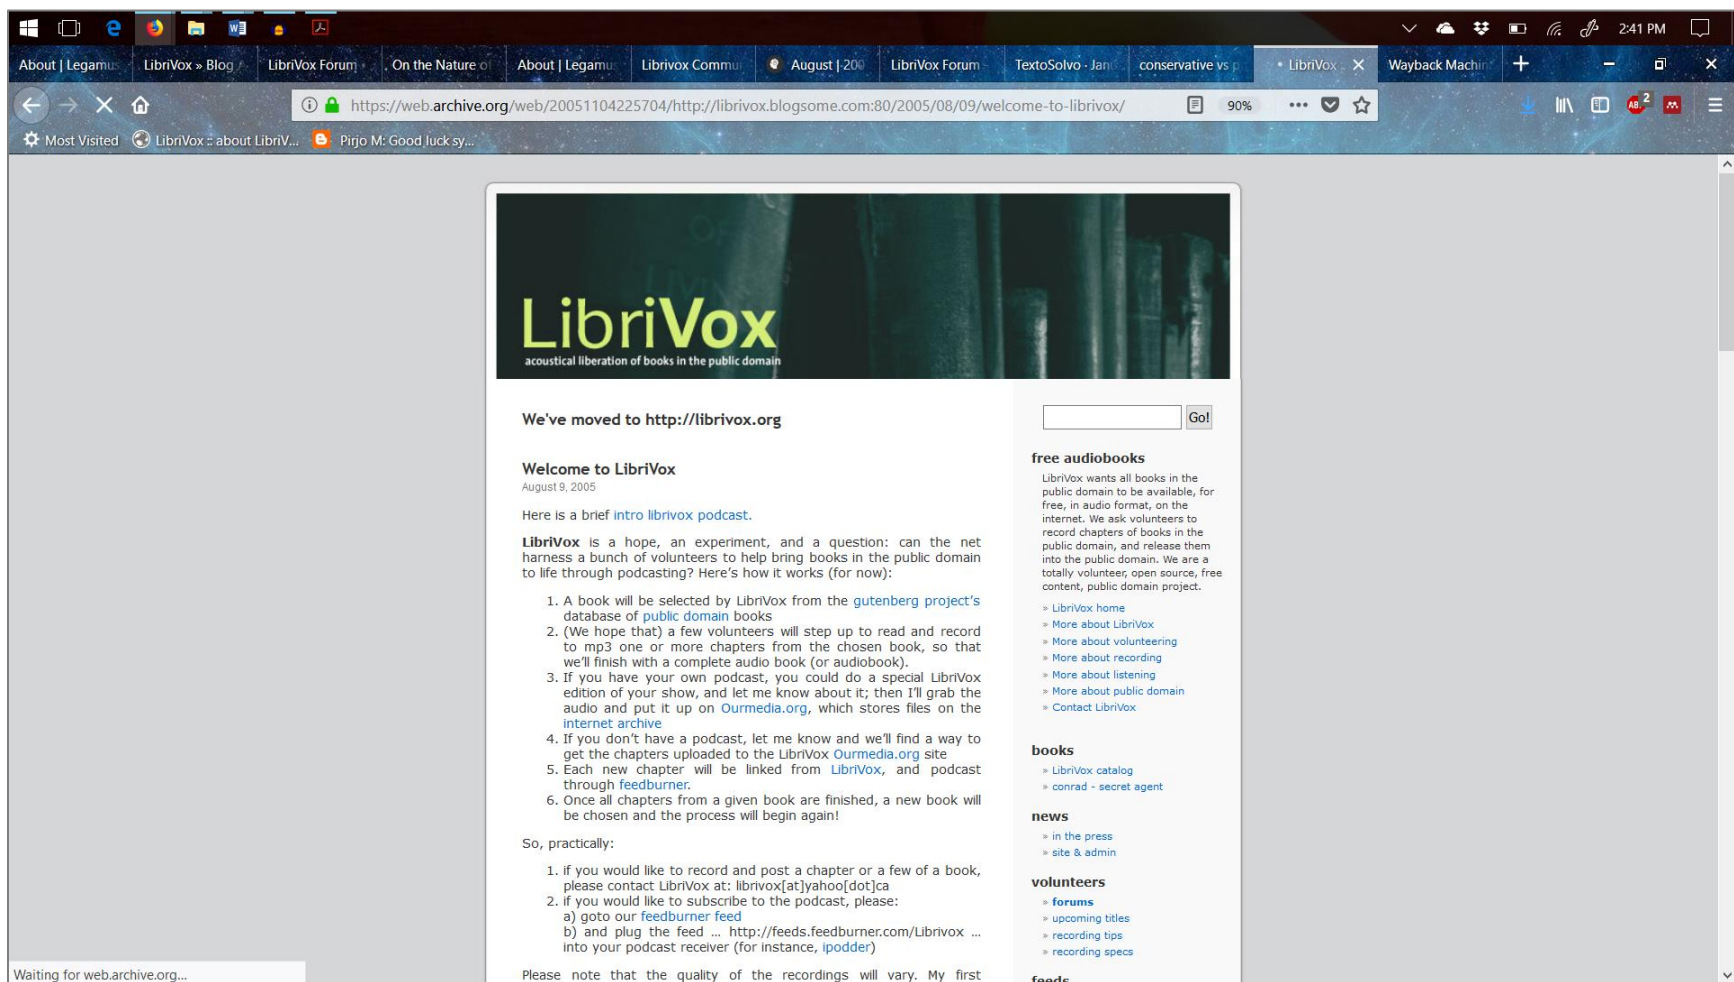 2:41 PM
About | Legamus
LibriVox » Blog
LibriVox Forum
On the Nature of
About | Legamus
Librivox Commu
August | 200
LibriVox Forum
TextoSolvo - Jan
conservative vs p
LibriVox
Wayback Machin
https://web.archive.org/web/20051104225704/http://librivox.blogsome.com:80/2005/08/09/welcome-to-librivox/
90%
2
Most Visited
LibriVox :: about LibriV...
Pirjo M: Good luck sy...
LibriVox
acoustical liberation of books in the public domain
We've moved to http://librivox.org
Welcome to LibriVox
August 9, 2005
Here is a brief intro librivox podcast.
LibriVox is a hope, an experiment, and a question: can the net
harness a bunch of volunteers to help bring books in the public domain
to life through podcasting? Here's how it works (for now):
1. A book will be selected by LibriVox from the gutenberg project's
database of public domain books
2. (We hope that) a few volunteers will step up to read and record
to mp3 one or more chapters from the chosen book, so that
we'll finish with a complete audio book (or audiobook).
3. If you have your own podcast, you could do a special LibriVox
edition of your show, and let me know about it; then I'll grab the
audio and put it up on Ourmedia.org, which stores files on the
internet archive
4. If you don't have a podcast, let me know and we'll find a way to
get the chapters uploaded to the LibriVox Ourmedia.org site
5. Each new chapter will be linked from LibriVox, and podcast
through feedburner.
6. Once all chapters from a given book are finished, a new book will
be chosen and the process will begin again!
So, practically:
1. if you would like to record and post a chapter or a few of a book,
please contact LibriVox at: librivox[at]yahoo[dot]ca
2. if you would like to subscribe to the podcast, please:
a) goto our feedburner feed
b) and plug the feed … http://feeds.feedburner.com/Librivox …
into your podcast receiver (for instance, ipodder)
Please note that the quality of the recordings will vary. My first
Go!
free audiobooks
LibriVox wants all books in the
public domain to be available, for
free, in audio format, on the
internet. We ask volunteers to
record chapters of books in the
public domain, and release them
into the public domain. We are a
totally volunteer, open source, free
content, public domain project.
» LibriVox home
» More about LibriVox
» More about volunteering
» More about recording
» More about listening
» More about public domain
» Contact LibriVox
books
» LibriVox catalog
» conrad - secret agent
news
» in the press
» site & admin
volunteers
» forums
» upcoming titles
» recording tips
» recording specs
feeds
Waiting for web.archive.org...